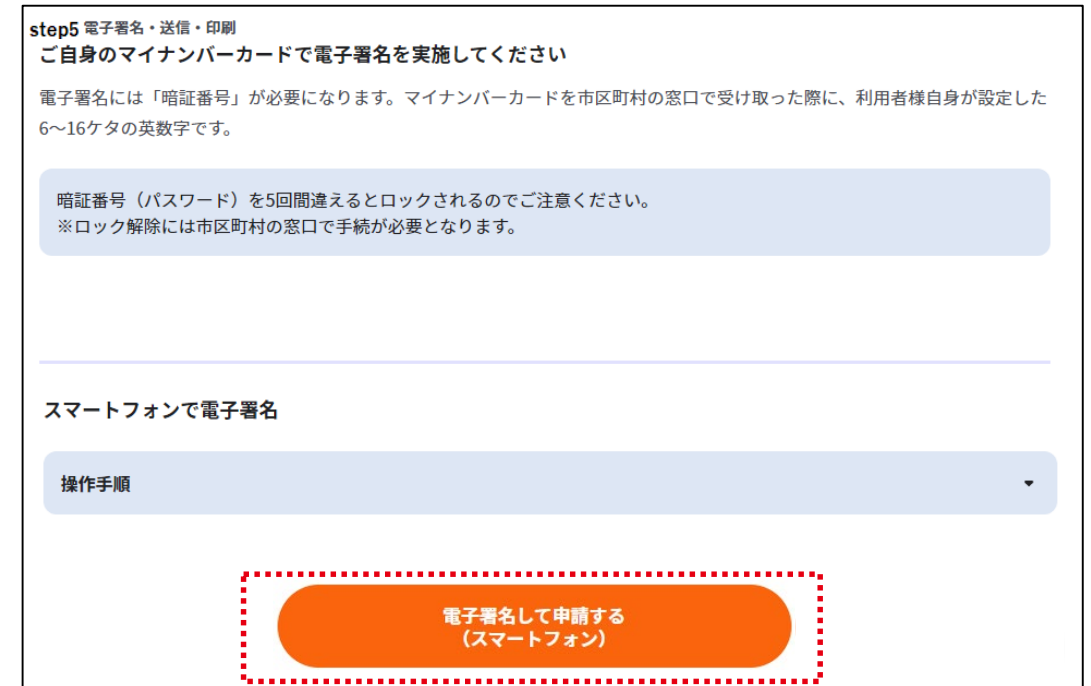 step5 電子署名・送信・印刷
ご自身のマイナンバーカードで電子署名を実施してください
電子署名には「暗証番号」が必要になります。マイナンバーカードを市区町村の窓口で受け取った際に、利用者様自身が設定した
6〜16ケタの英数字です。
暗証番号（パスワード）を5回間違えるとロックされるのでご注意ください。
※ロック解除には市区町村の窓口で手続が必要となります。
スマートフォンで電子署名
操作手順
電子署名して申請する
（スマートフォン）